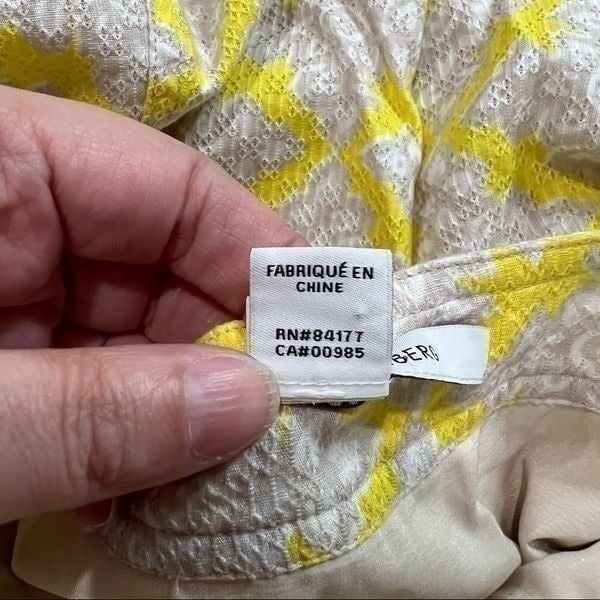 FABRIQUÉ EN
CHINE
RN#84177
CA#00985
BERG